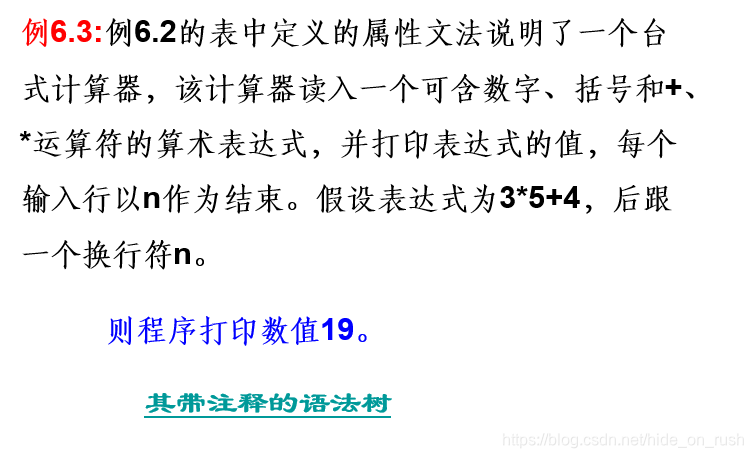 例6.3:例6.2的表中定义的属性文法说明了一个台
式计算器，该计算器读入一个可含数字、括号和+、
*运算符的算术表达式，并打印表达式的值，每个
输入行以n作为结束。假设表达式为3*5+4，后跟
一个换行符n。
则程序打印数值19。
其带注释的语法树
https://blog.csdn.net/hide_on_rush